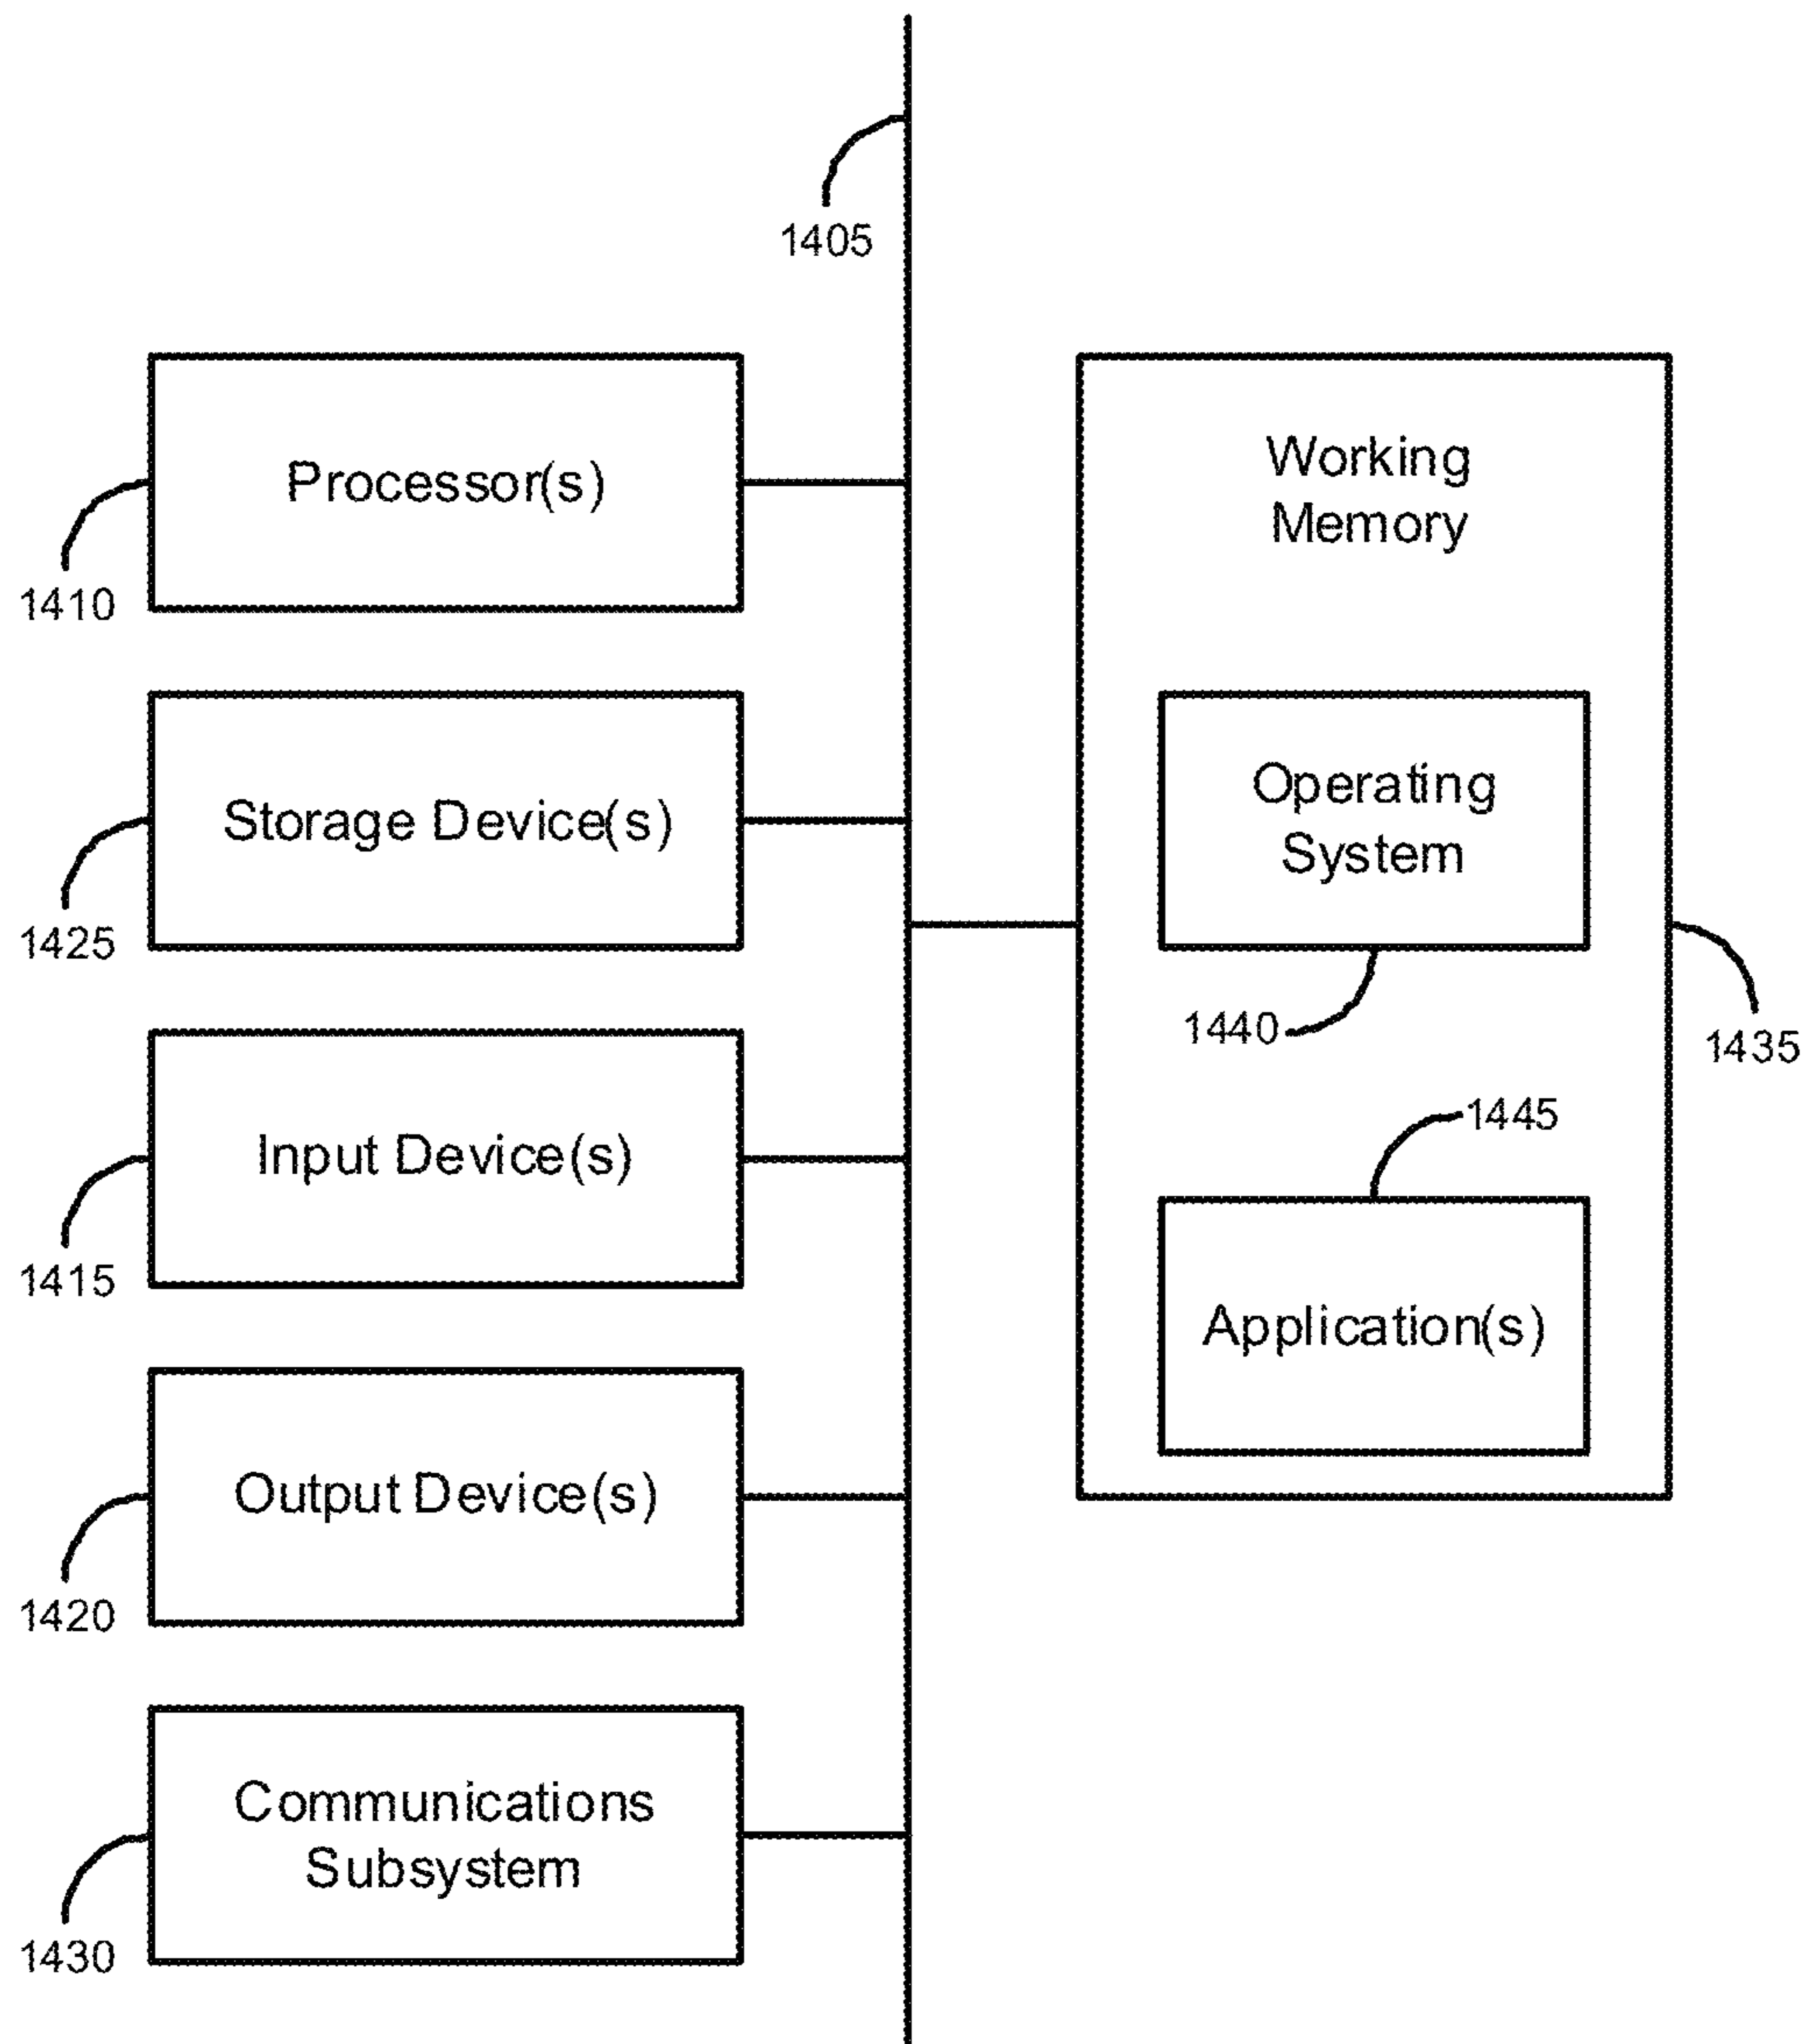 1405
Processor(s)
1410
Storage Device(s)
1425
Input Device(s)
1415
Output Device(s)
1420
Communications
Subsystem
1430
Working
Memory
Operating
System
1440
1435
1445
Application(s)